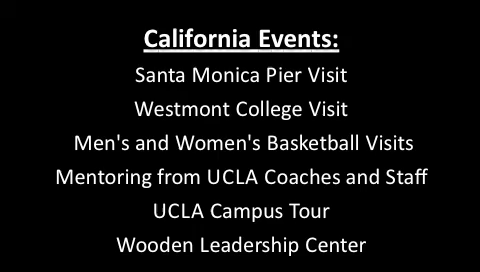 California Events:
Santa Monica Pier Visit
Westmont College Visit
Men's and Women's Basketball Visits
Mentoring from UCLA Coaches and Staff
UCLA Campus Tour
Wooden Leadership Center